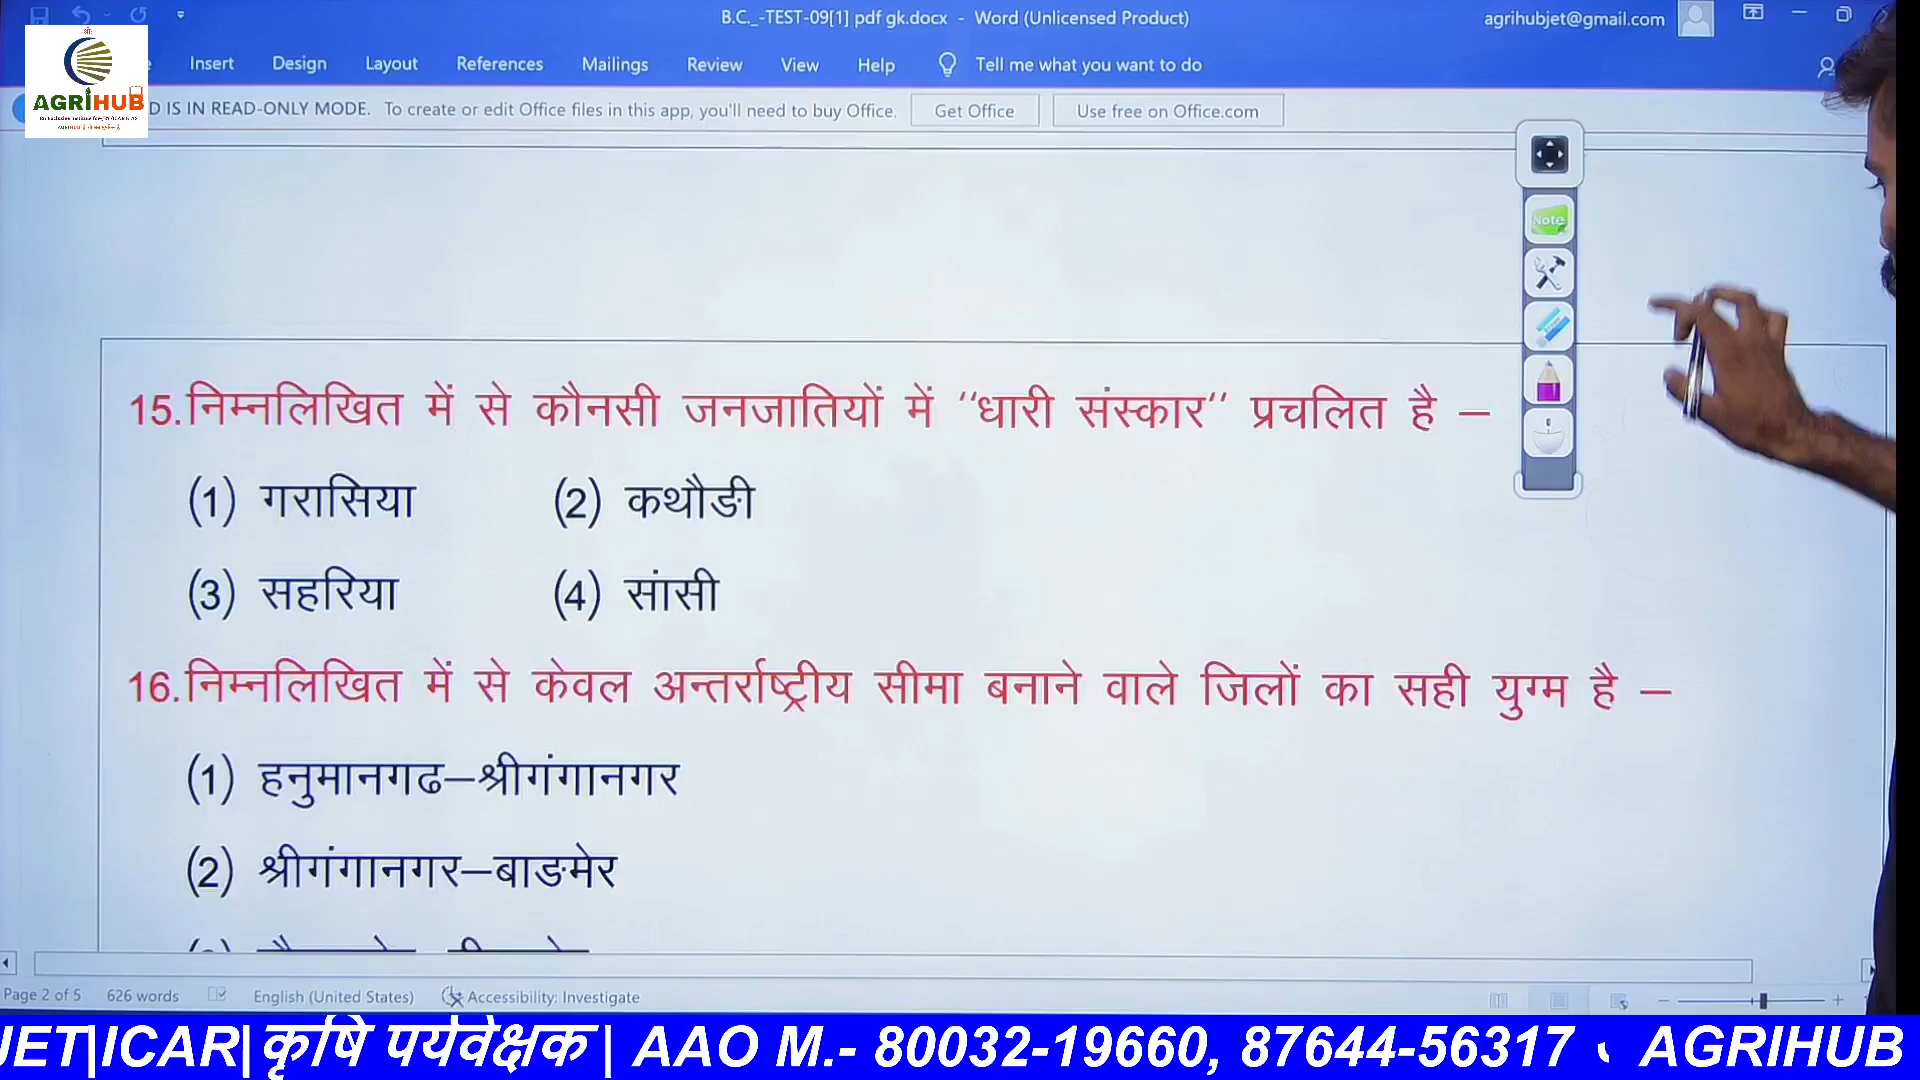 B.C._-TEST-09[1] pdf gk.docx - Word (Unlicensed Product)
agrihubjet@gmail.com
Insert Design Layout References Mailings Review View Help Tell me what you want to do
AGRIHUB
D IS IN READ-ONLY MODE. To create or edit Office files in this app, you'll need to buy Office. Get Office Use free on Office.com
Note
15.निम्नलिखित में से कौनसी जनजातियों में ‘‘धारी संस्कार‘‘ प्रचलित है –
(1) गरासिया (2) कथौङी
(3) सहरिया (4) सांसी
16.निम्नलिखित में से केवल अन्तर्राष्ट्रीय सीमा बनाने वाले जिलों का सही युग्म है –
(1) हनुमानगढ–श्रीगंगानगर
(2) श्रीगंगानगर–बाङमेर
Page 2 of 5 626 words English (United States) Accessibility: Investigate
JET|ICAR|कृषि पर्यवेक्षक | AAO M.- 80032-19660, 87644-56317 AGRIHUB